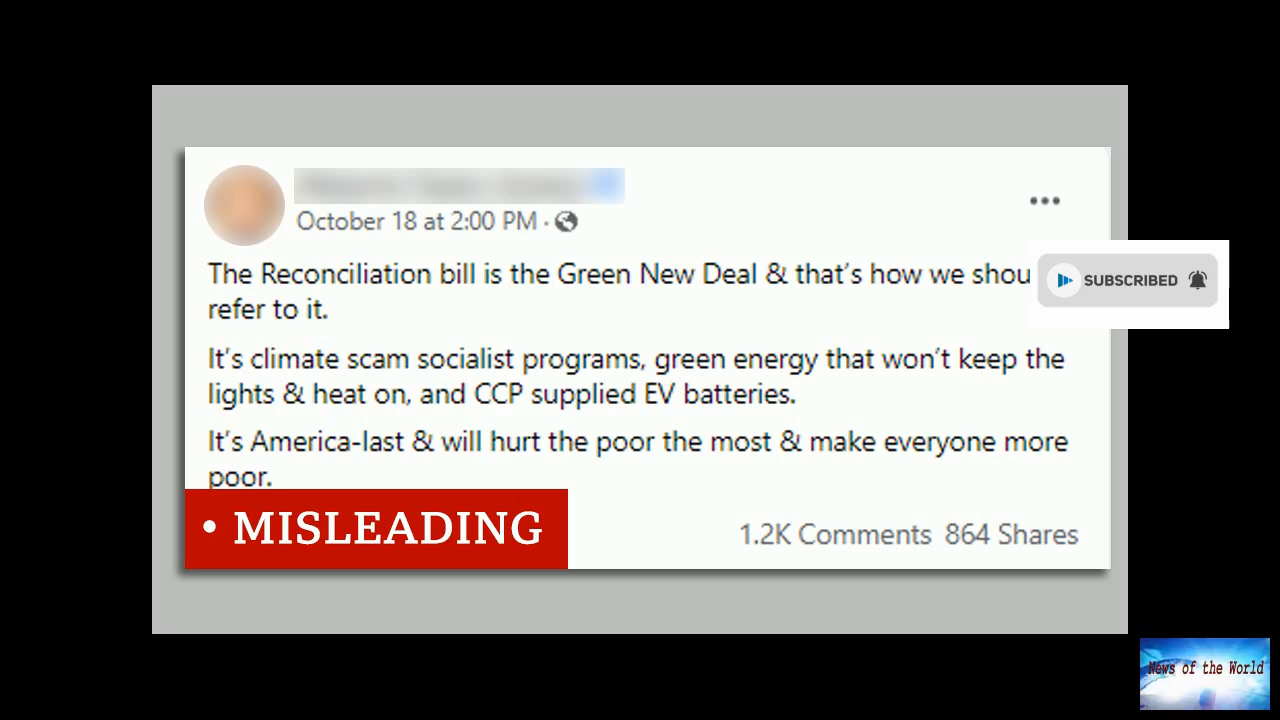 October 18 at 2:00 PM ·
The Reconciliation bill is the Green New Deal & that's how we shou
refer to it.
SUBSCRIBED
It's climate scam socialist programs, green energy that won't keep the
lights & heat on, and CCP supplied EV batteries.
It's America-last & will hurt the poor the most & make everyone more
poor.
• MISLEADING
1.2K Comments 864 Shares
News of the World